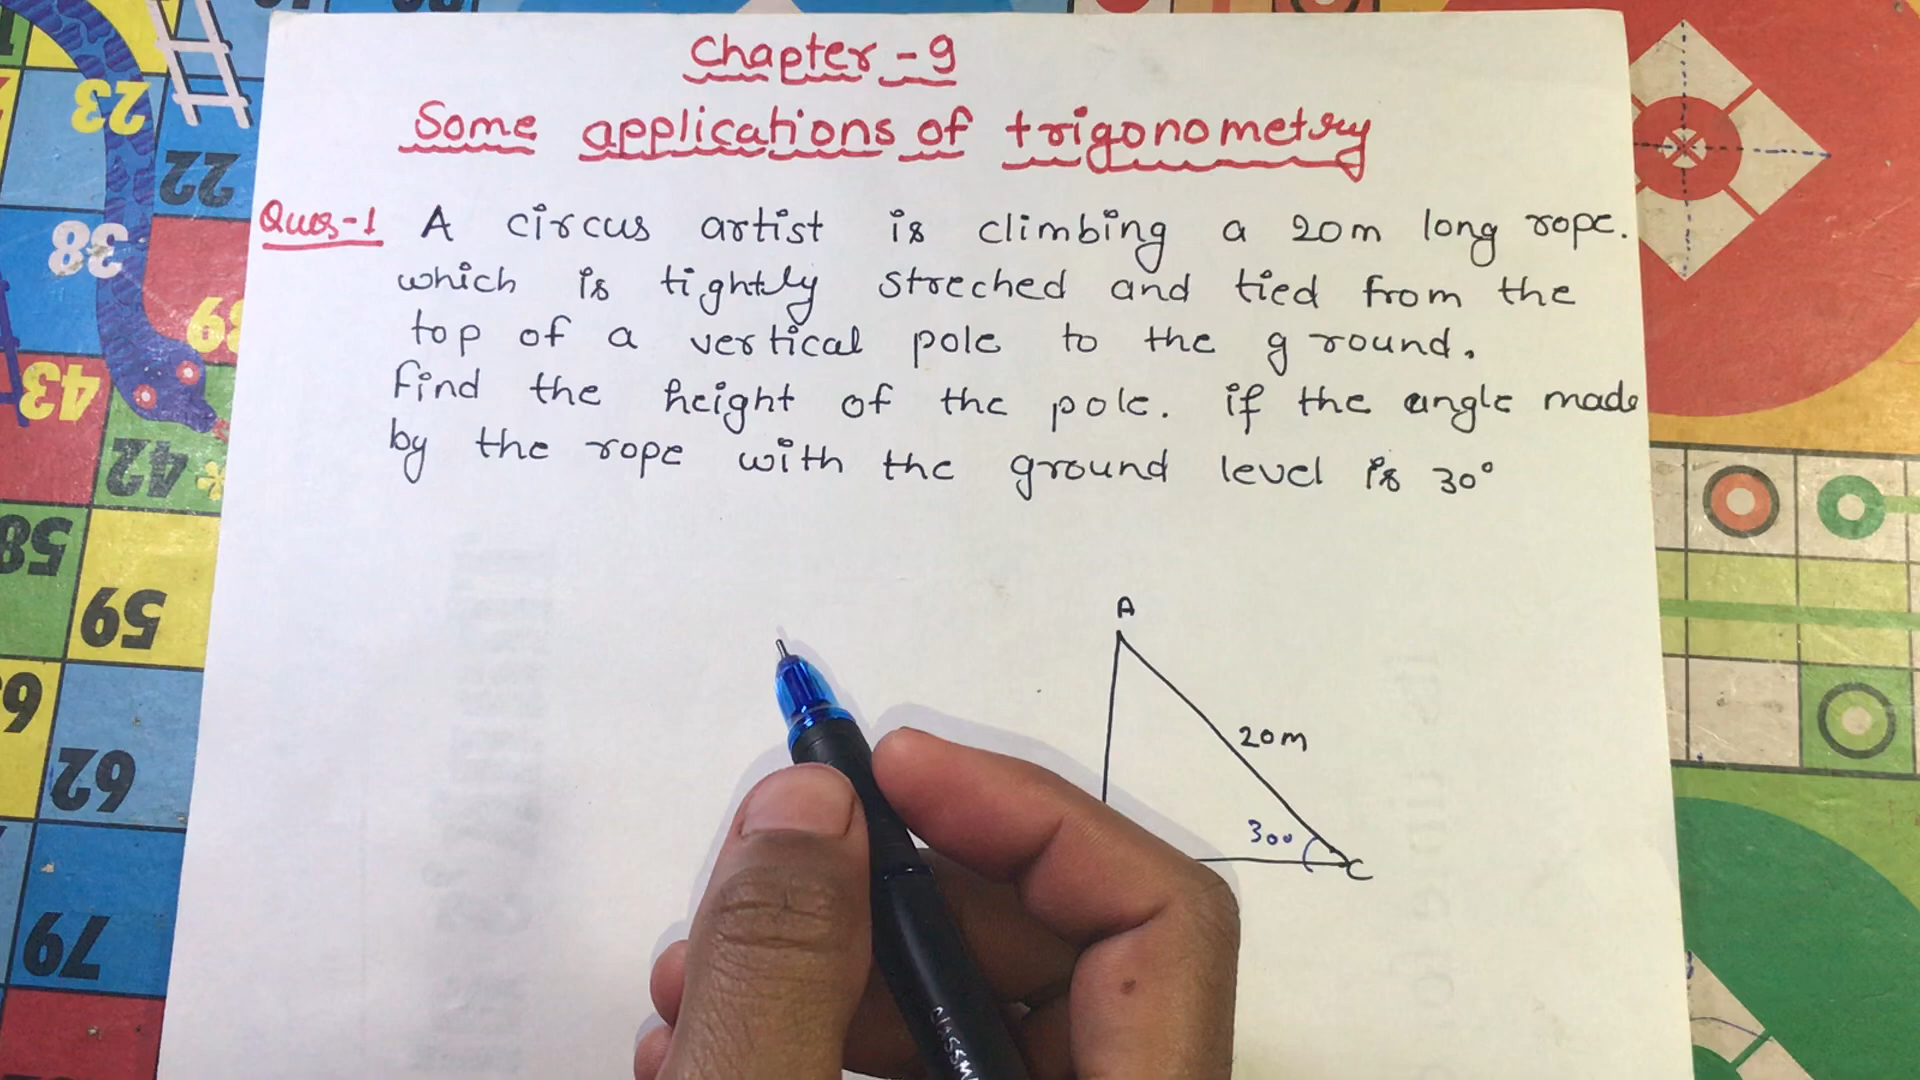 Chapter - 9
Some applications of trigonometry
Ques-1 A circus artist is climbing a 20m long rope.
which is tightly streched and tied from the
top of a vertical pole to the ground.
find the height of the pole. if the angle made
by the rope with the ground level is 30°
A
20m
30°
C
23
22
38
39
43
42
58
59
62
79